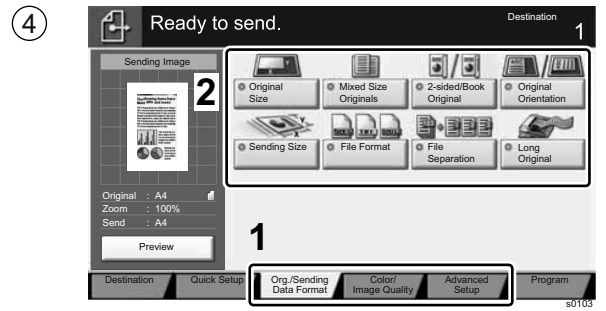 4
Ready to send.
Destination
1
Sending Image
2
Original Size
Mixed Size Originals
2-sided/Book Original
Original Orientation
Sending Size
File Format
File Separation
Long Original
Original : A4
Zoom : 100%
Send : A4
Preview
1
Destination
Quick Setup
Org./Sending Data Format
Color/ Image Quality
Advanced Setup
Program
s0103